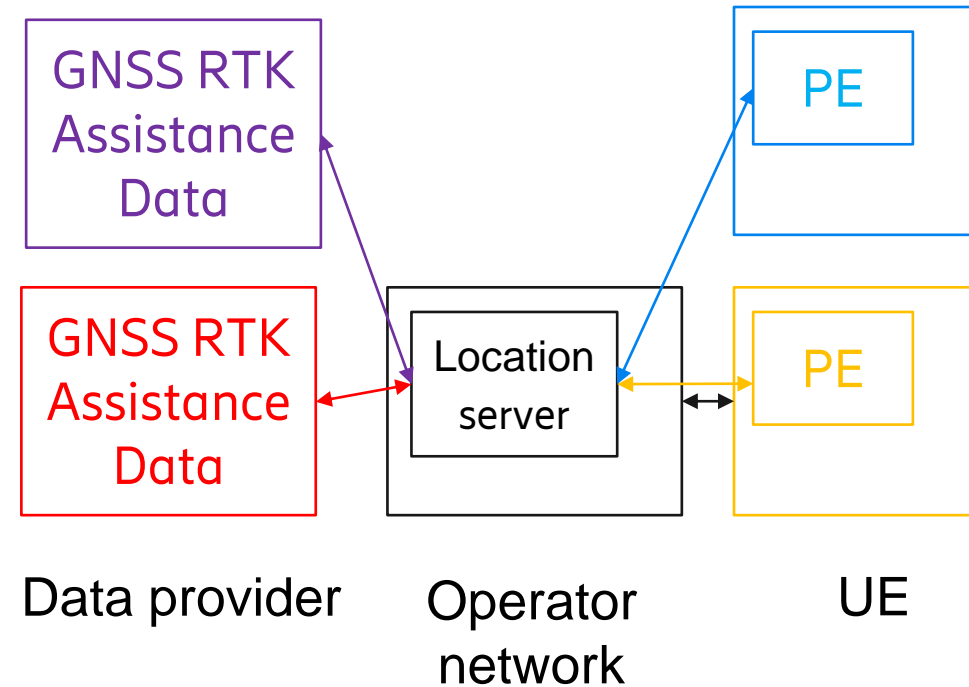 GNSS RTK
Assistance
Data
PE
GNSS RTK
Assistance
Data
Location
server
PE
Data provider
Operator
network
UE